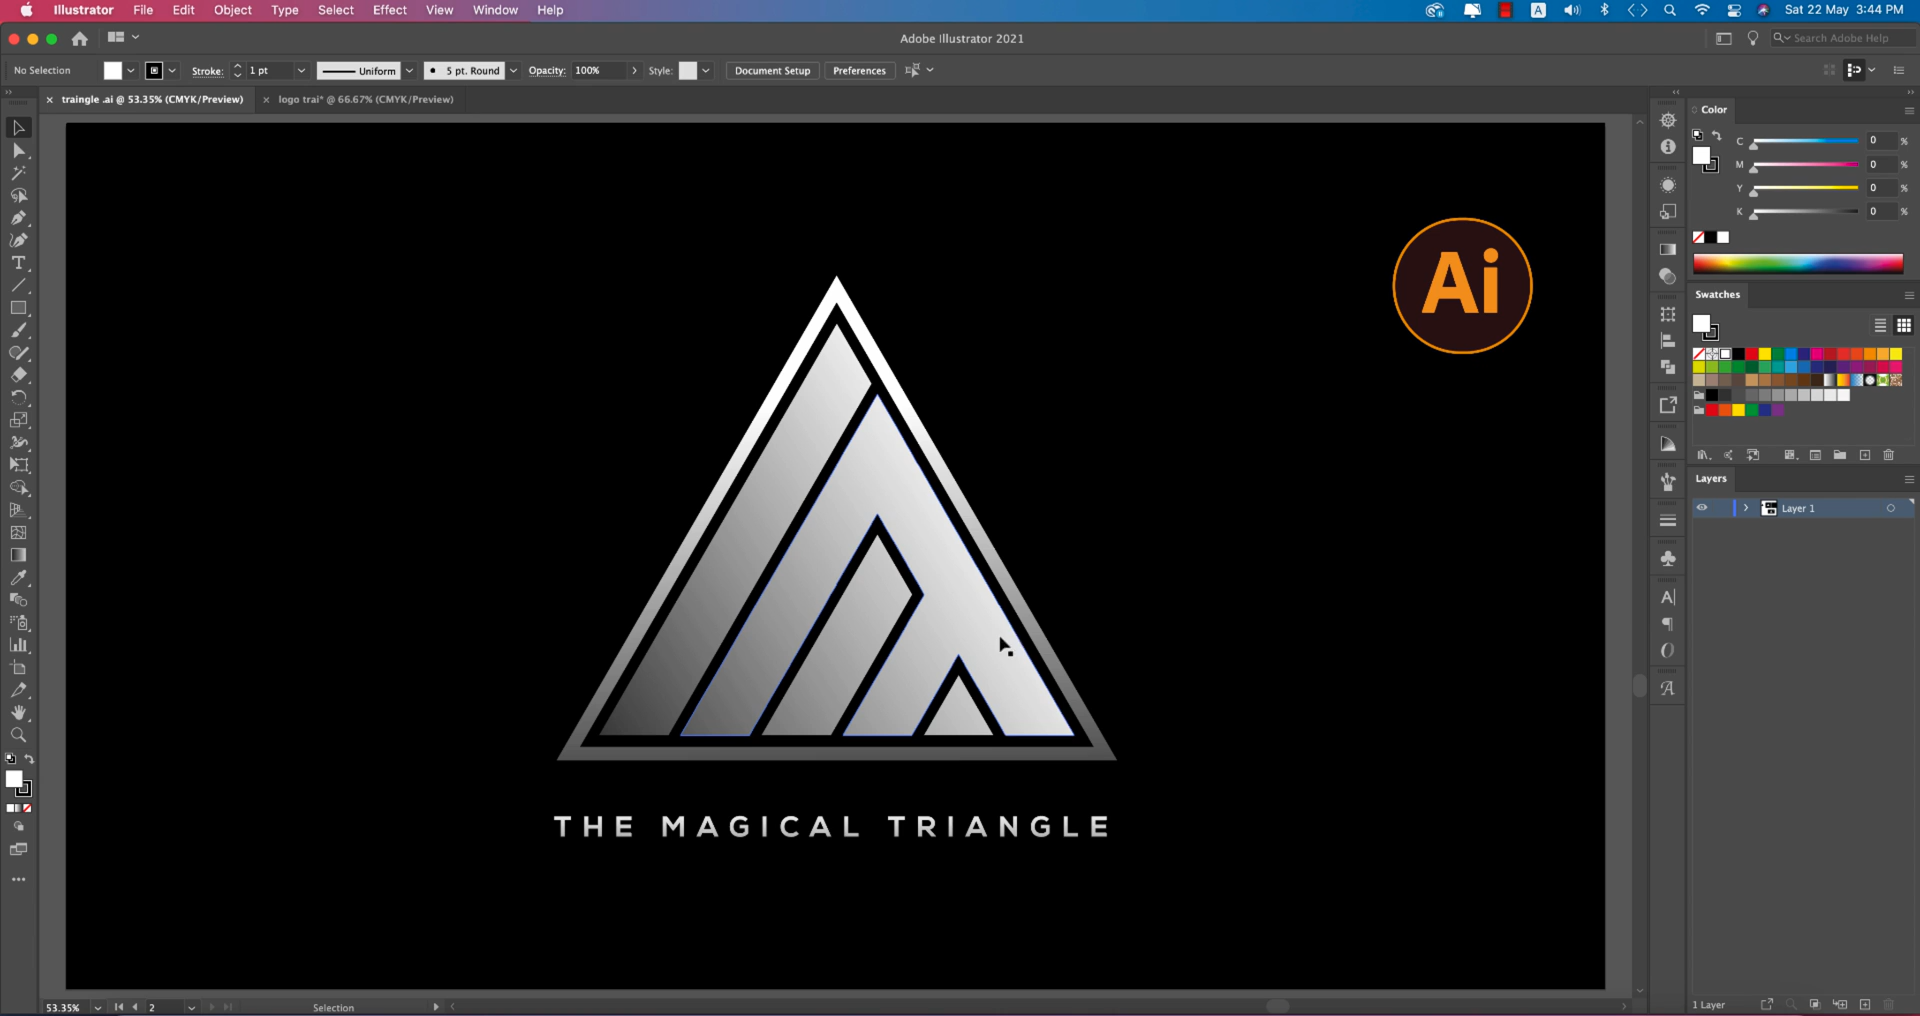 Illustrator File Edit Object Type Select Effect View Window Help
A Sat 22 May 3:44 PM
Adobe Illustrator 2021
Search Adobe Help
No Selection Stroke: 1 pt Uniform 5 pt. Round Opacity: 100% Style: Document Setup Preferences
× traingle .ai @ 53.35% (CMYK/Preview) × logo trai* @ 66.67% (CMYK/Preview)
Color
C 0 %
M 0 %
Y 0 %
K 0 %
Ai
Swatches
Layers
Layer 1
THE MAGICAL TRIANGLE
53.35% 2 Selection
1 Layer